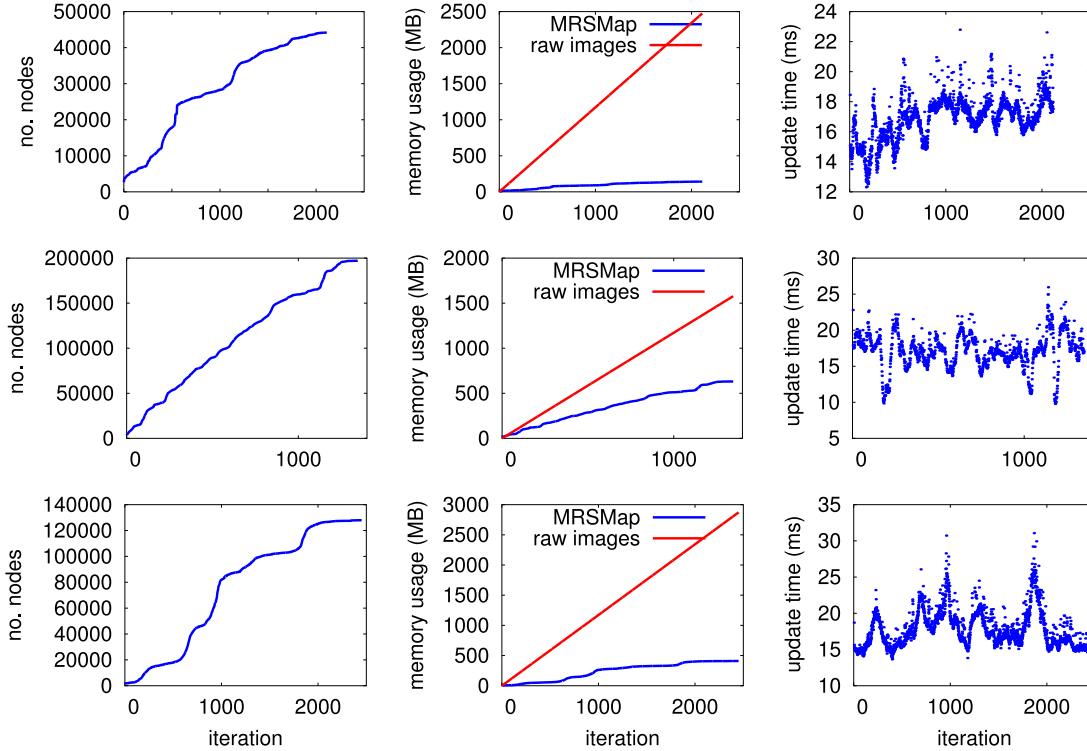 no. nodes
50000
40000
30000
20000
10000
0
0 1000 2000
memory usage (MB)
2500
2000
1500
1000
500
0
0 1000 2000
MRSMap
raw images
update time (ms)
24
22
20
18
16
14
12
0 1000 2000
no. nodes
200000
150000
100000
50000
0
1000
memory usage (MB)
2000
1500
1000
500
0
0 1000
MRSMap
raw images
update time (ms)
30
25
20
15
10
5
0 1000
no. nodes
140000
120000
100000
80000
60000
40000
20000
0
0 1000 2000
iteration
memory usage (MB)
3000
2500
2000
1500
1000
500
0
0 1000 2000
MRSMap
raw images
iteration
update time (ms)
35
30
25
20
15
10
0 1000 2000
iteration